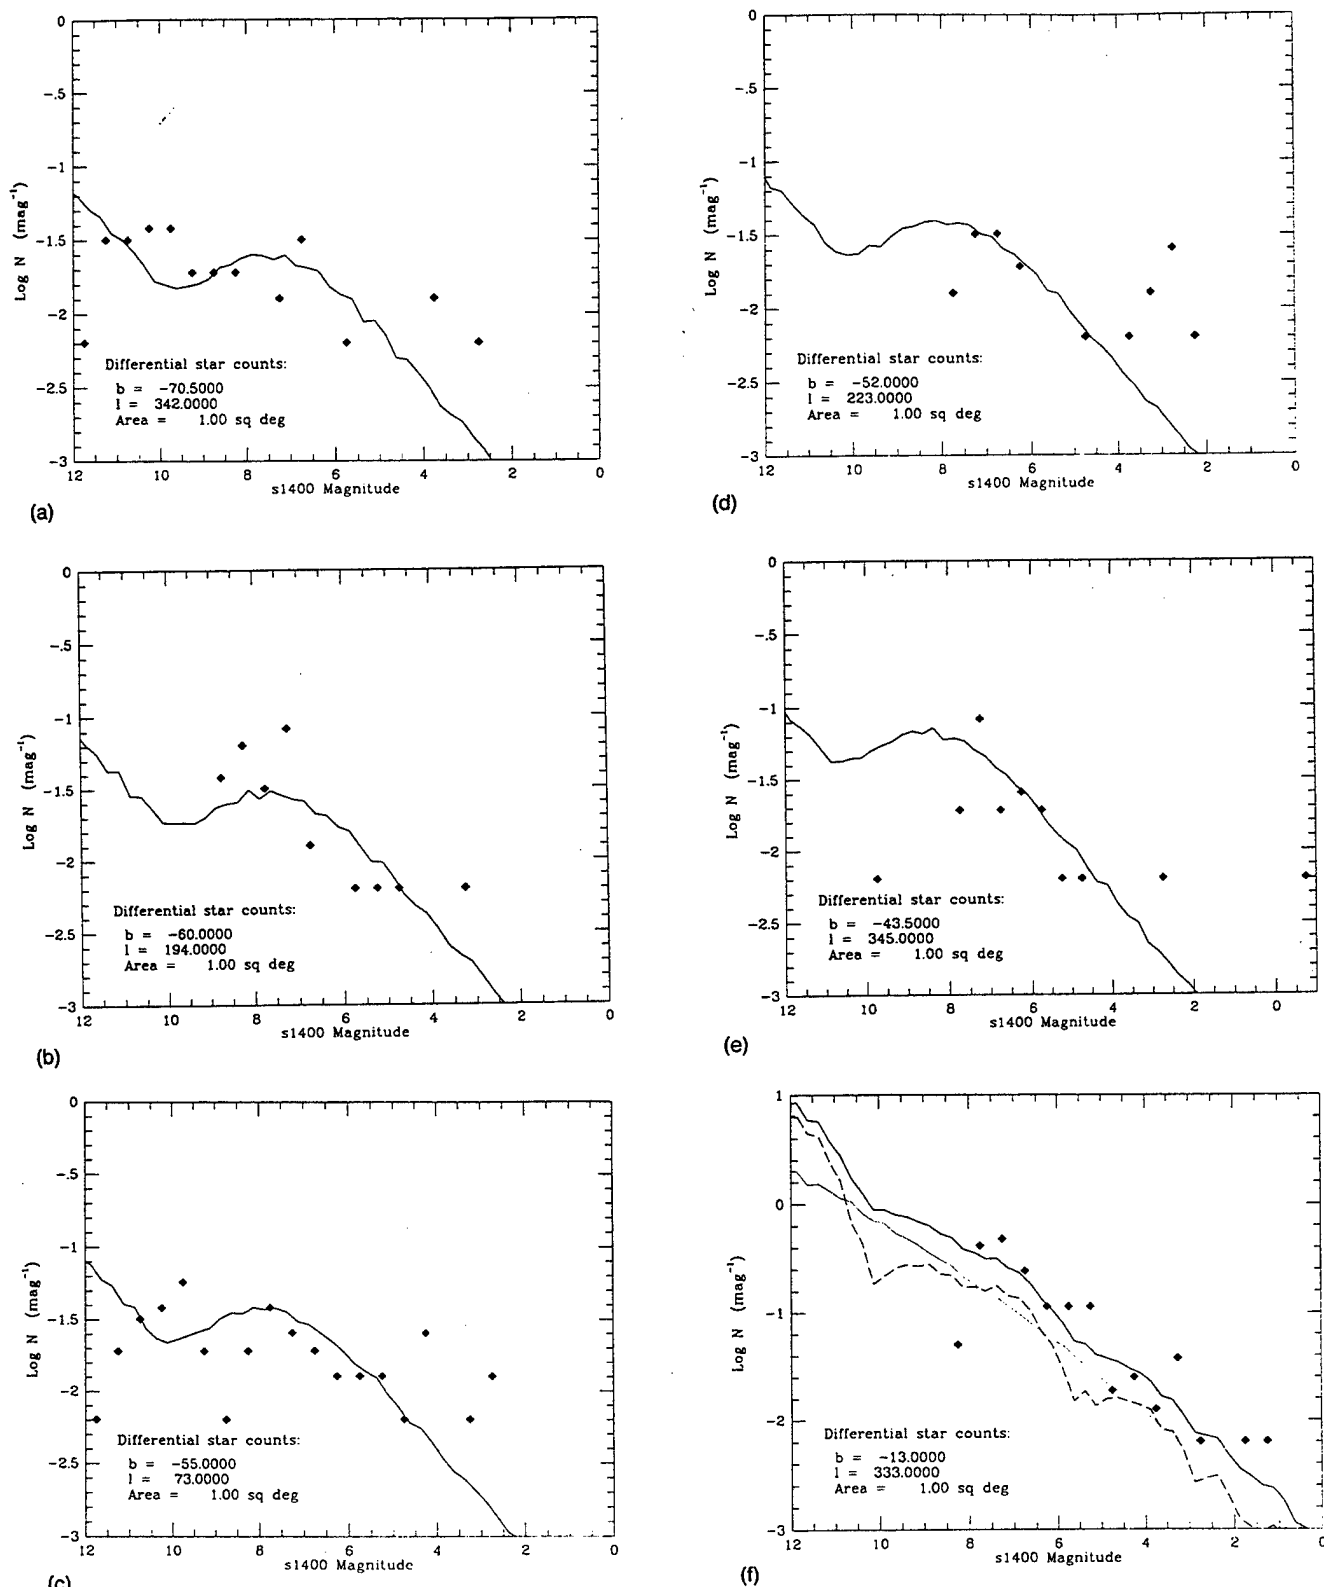 0
-.5
-1
-1.5
-2
-2.5
-3
Log N (mag⁻¹)
Differential star counts:
b = -70.5000
l = 342.0000
Area = 1.00 sq deg
12 10 8 6 4 2 0
s1400 Magnitude
(a)
0
-.5
-1
-1.5
-2
-2.5
-3
Log N (mag⁻¹)
Differential star counts:
b = -60.0000
l = 194.0000
Area = 1.00 sq deg
12 10 8 6 4 2 0
s1400 Magnitude
(b)
0
-.5
-1
-1.5
-2
-2.5
-3
Log N (mag⁻¹)
Differential star counts:
b = -55.0000
l = 73.0000
Area = 1.00 sq deg
12 10 8 6 4 2 0
s1400 Magnitude
(c)
0
-.5
-1
-1.5
-2
-2.5
-3
Log N (mag⁻¹)
Differential star counts:
b = -52.0000
l = 223.0000
Area = 1.00 sq deg
12 10 8 6 4 2 0
s1400 Magnitude
(d)
0
-.5
-1
-1.5
-2
-2.5
-3
Log N (mag⁻¹)
Differential star counts:
b = -43.5000
l = 345.0000
Area = 1.00 sq deg
12 10 8 6 4 2 0
s1400 Magnitude
(e)
1
0
-1
-2
-3
Log N (mag⁻¹)
Differential star counts:
b = -13.0000
l = 333.0000
Area = 1.00 sq deg
12 10 8 6 4 2 0
s1400 Magnitude
(f)